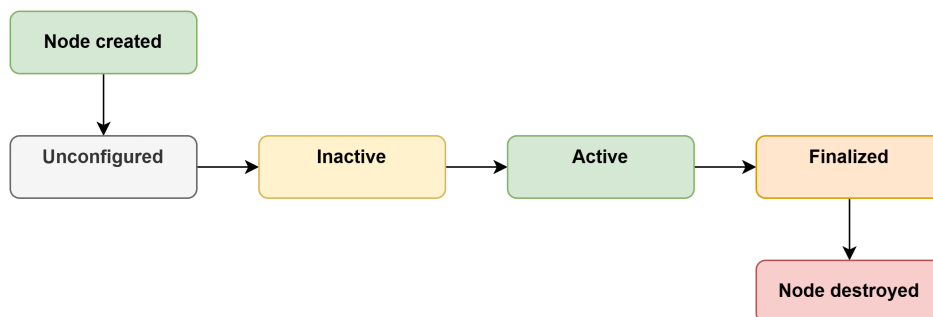 Node created
Unconfigured
Inactive
Active
Finalized
Node destroyed